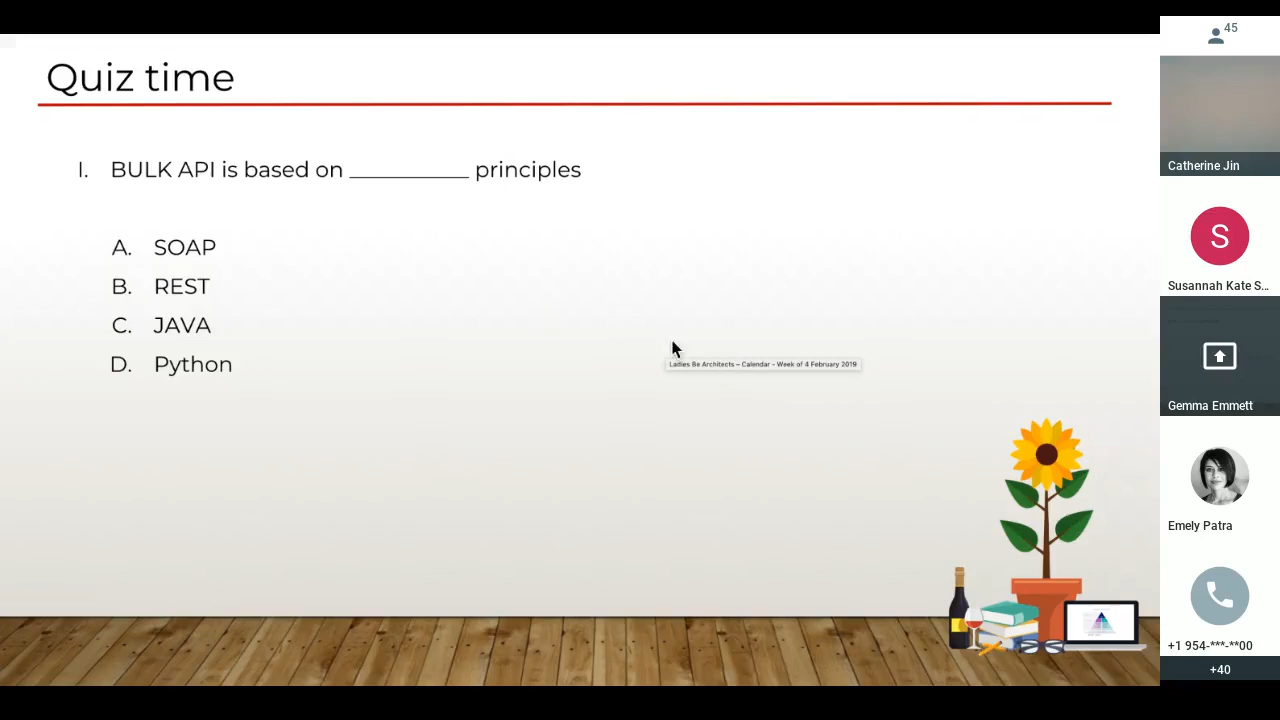 Quiz time
I. BULK API is based on __________ principles
A. SOAP
B. REST
C. JAVA
D. Python
Ladies Be Architects – Calendar - Week of 4 February 2019
45
Catherine Jin
S
Susannah Kate S...
Gemma Emmett
Emely Patra
+1 954-***-**00
+40